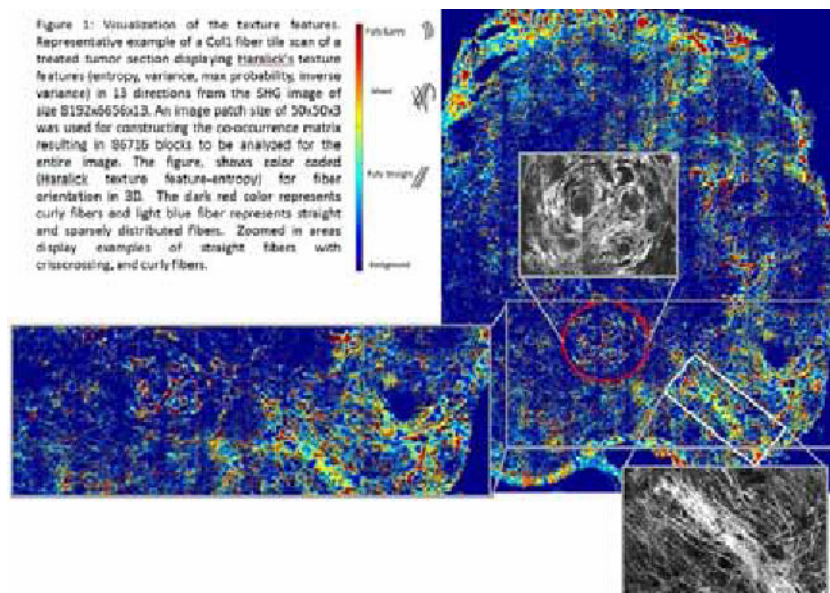 Figure 1: Visualization of the texture features.
Representative example of a Col1 fiber tile scan of a
treated tumor section displaying Haralick's texture
features (entropy, variance, max probability, inverse
variance) in 13 directions from the SHG image of
size 8192x6656x13. An image patch size of 50x50x3
was used for constructing the co-occurrence matrix
resulting in 86716 blocks to be analyzed for the
entire image. The figure, shows color coded
(Haralick texture feature-entropy) for fiber
orientation in 3D. The dark red color represents
curly fibers and light blue fiber represents straight
and sparsely distributed fibers. Zoomed in areas
display examples of straight fibers with
crisscrossing, and curly fibers.
Mixed
Fully Straight
Background